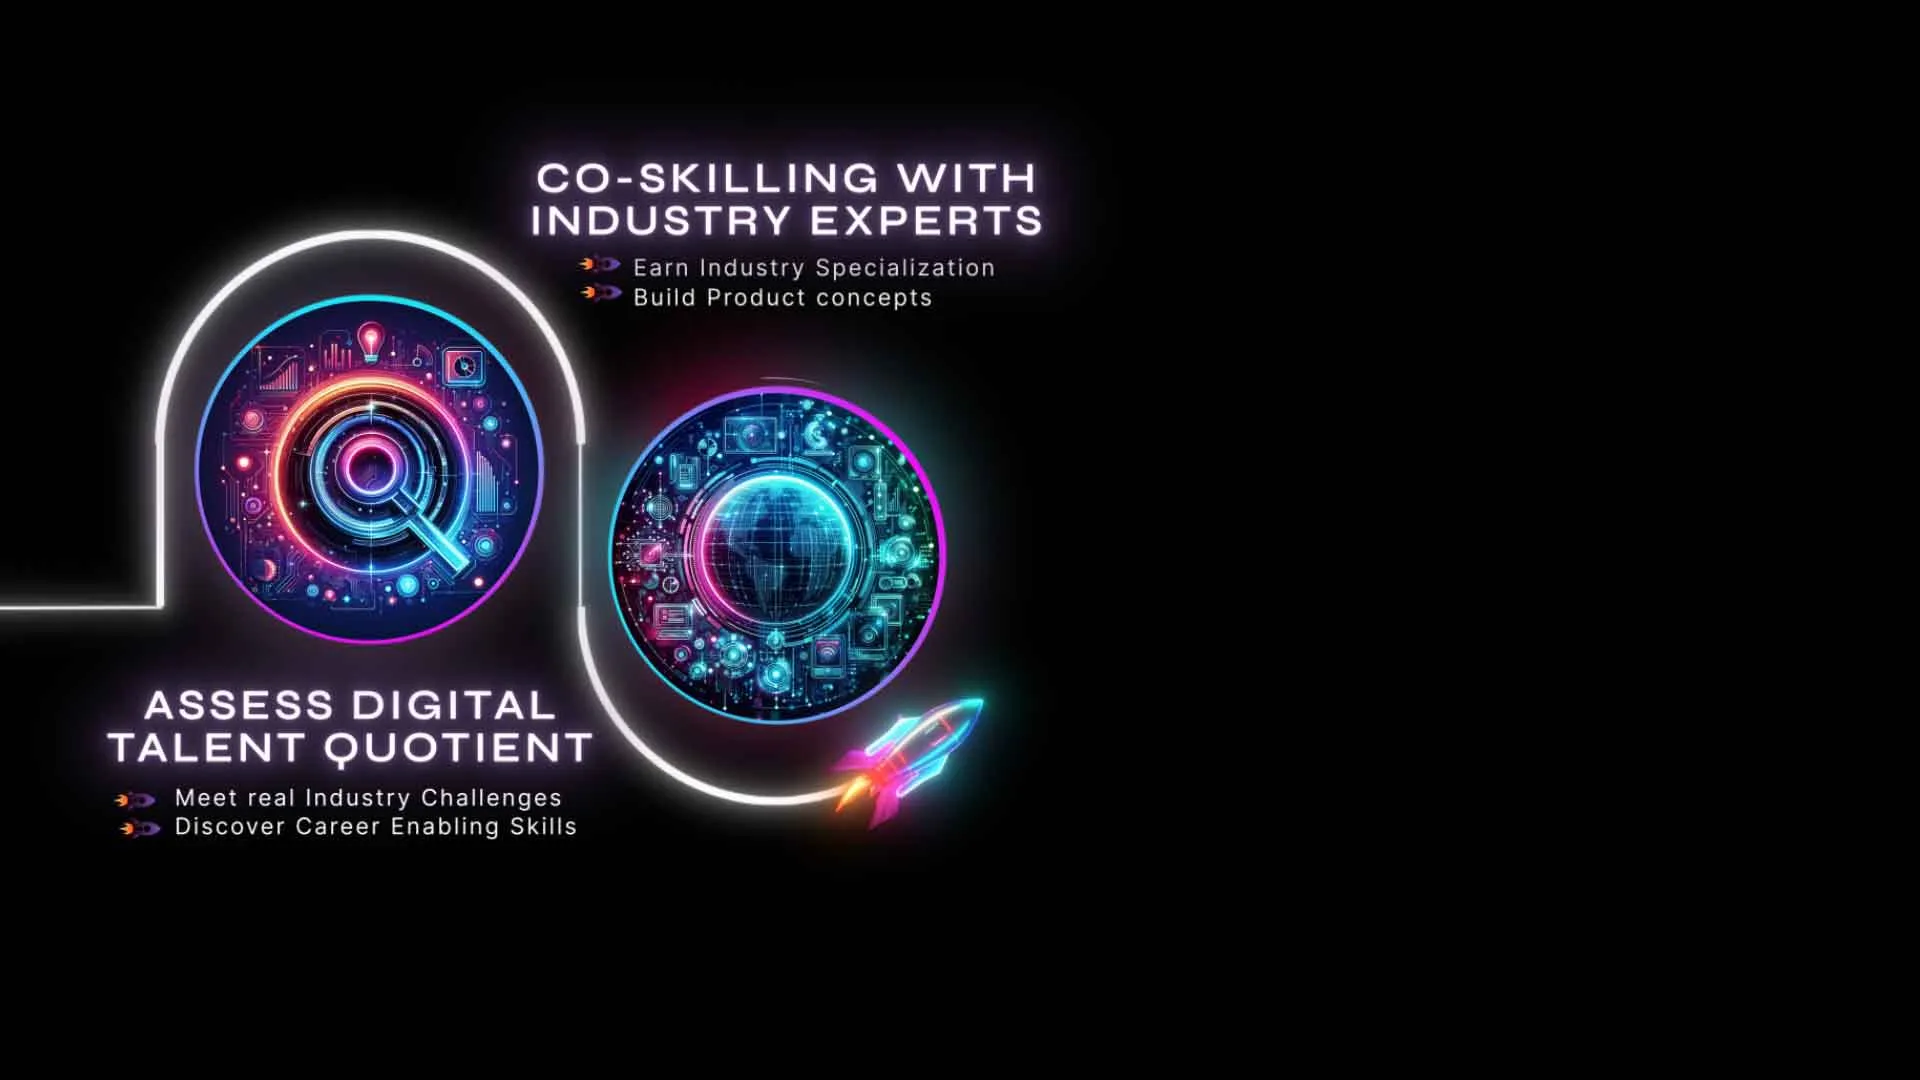 CO-SKILLING WITH
INDUSTRY EXPERTS
Earn Industry Specialization
Build Product concepts
ASSESS DIGITAL
TALENT QUOTIENT
Meet real Industry Challenges
Discover Career Enabling Skills